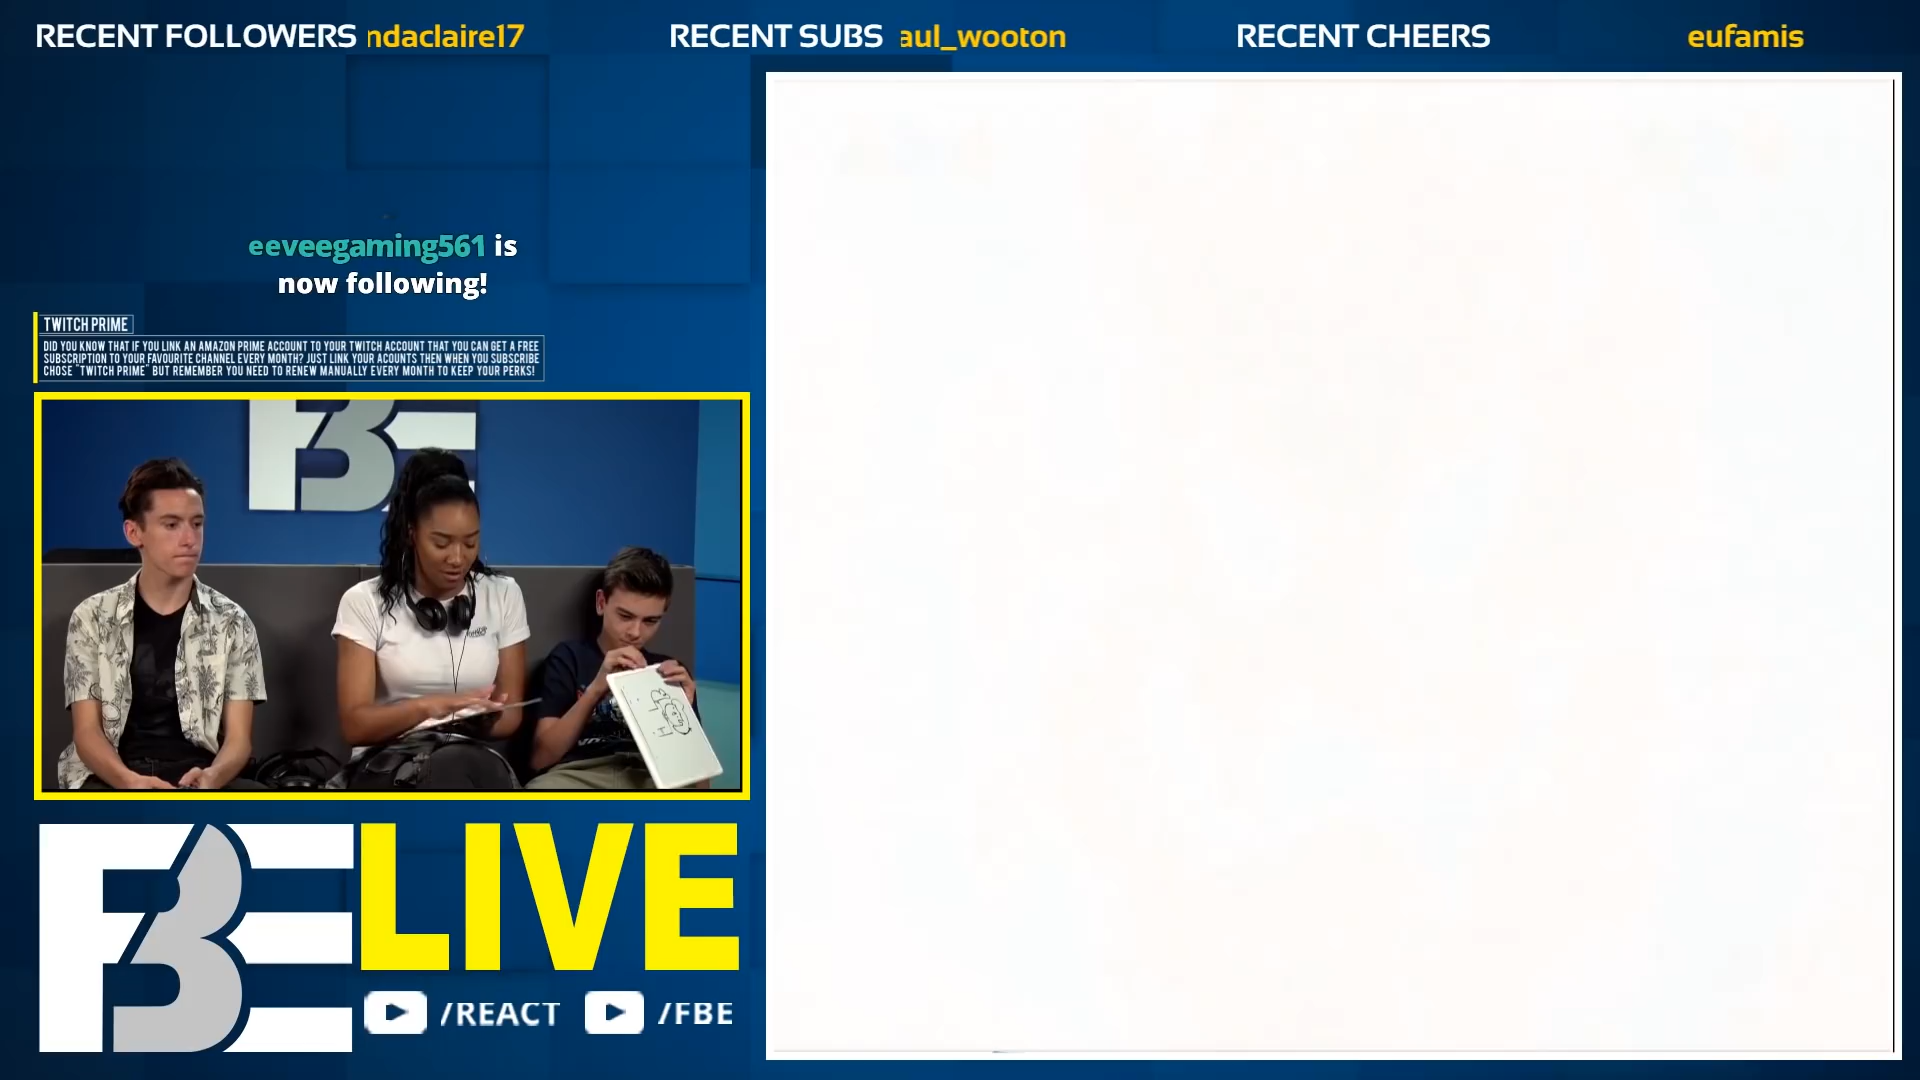 RECENT FOLLOWERS ndaclaire17
RECENT SUBS aul_wooton
RECENT CHEERS eufamis
eeveegaming561 is
now following!
TWITCH PRIME
DID YOU KNOW THAT IF YOU LINK AN AMAZON PRIME ACCOUNT TO YOUR TWITCH ACCOUNT THAT YOU CAN GET A FREE
SUBSCRIPTION TO YOUR FAVOURITE CHANNEL EVERY MONTH? JUST LINK YOUR ACOUNTS THEN WHEN YOU SUBSCRIBE
CHOSE "TWITCH PRIME" BUT REMEMBER YOU NEED TO RENEW MANUALLY EVERY MONTH TO KEEP YOUR PERKS!
FBE
FBE LIVE
/REACT /FBE